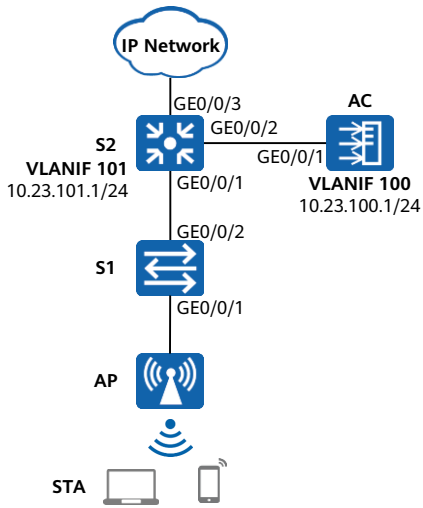 IP Network
GE0/0/3
AC
S2
GE0/0/2
GE0/0/1
VLANIF 101
10.23.101.1/24
GE0/0/1
VLANIF 100
10.23.100.1/24
GE0/0/2
S1
GE0/0/1
AP
STA